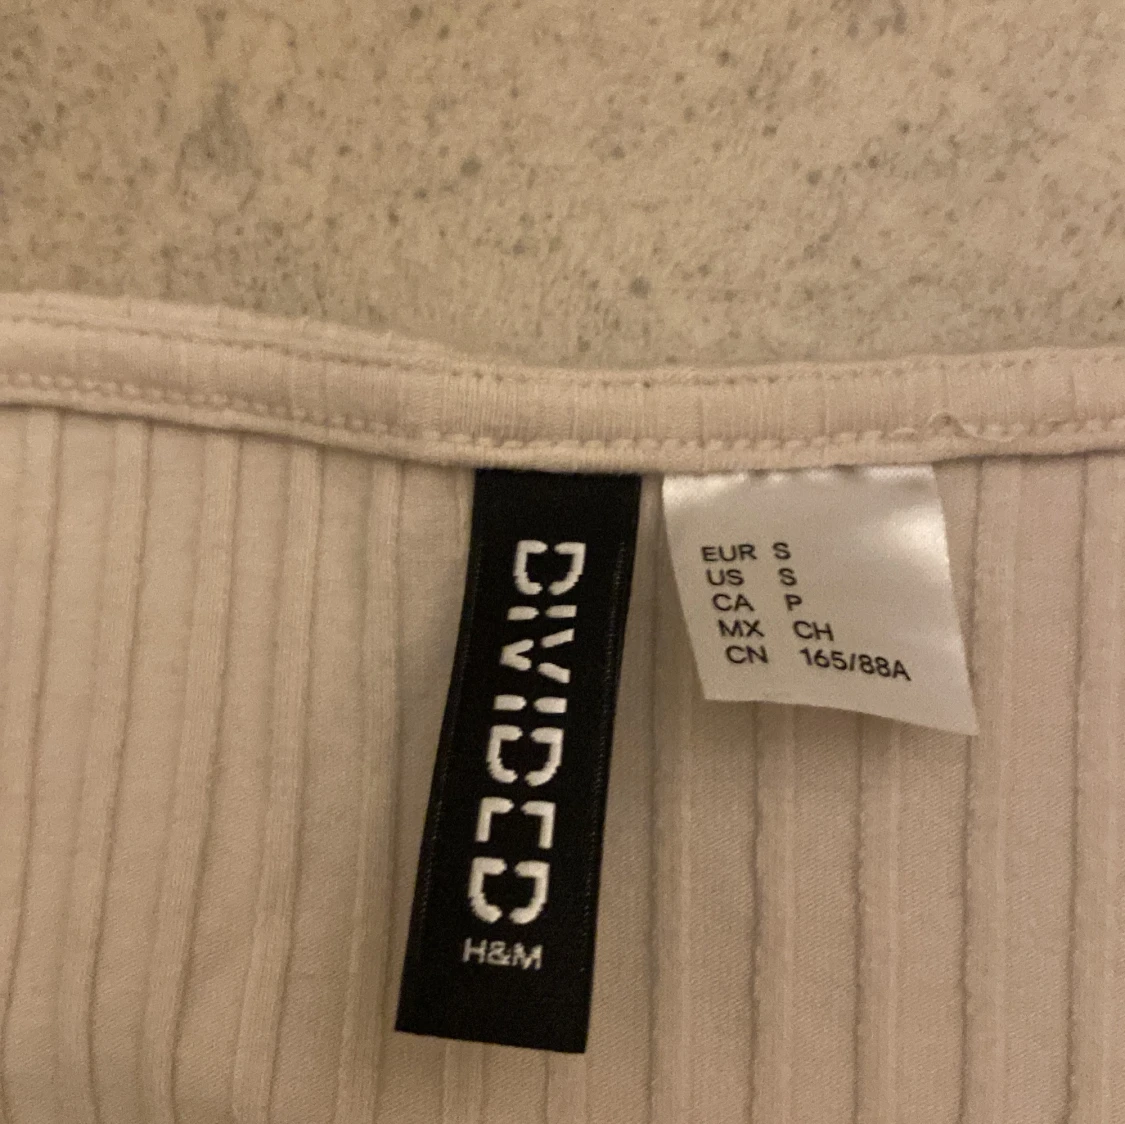 DIVIDED
H&M
EUR S
US S
CA P
MX CH
CN 165/88A